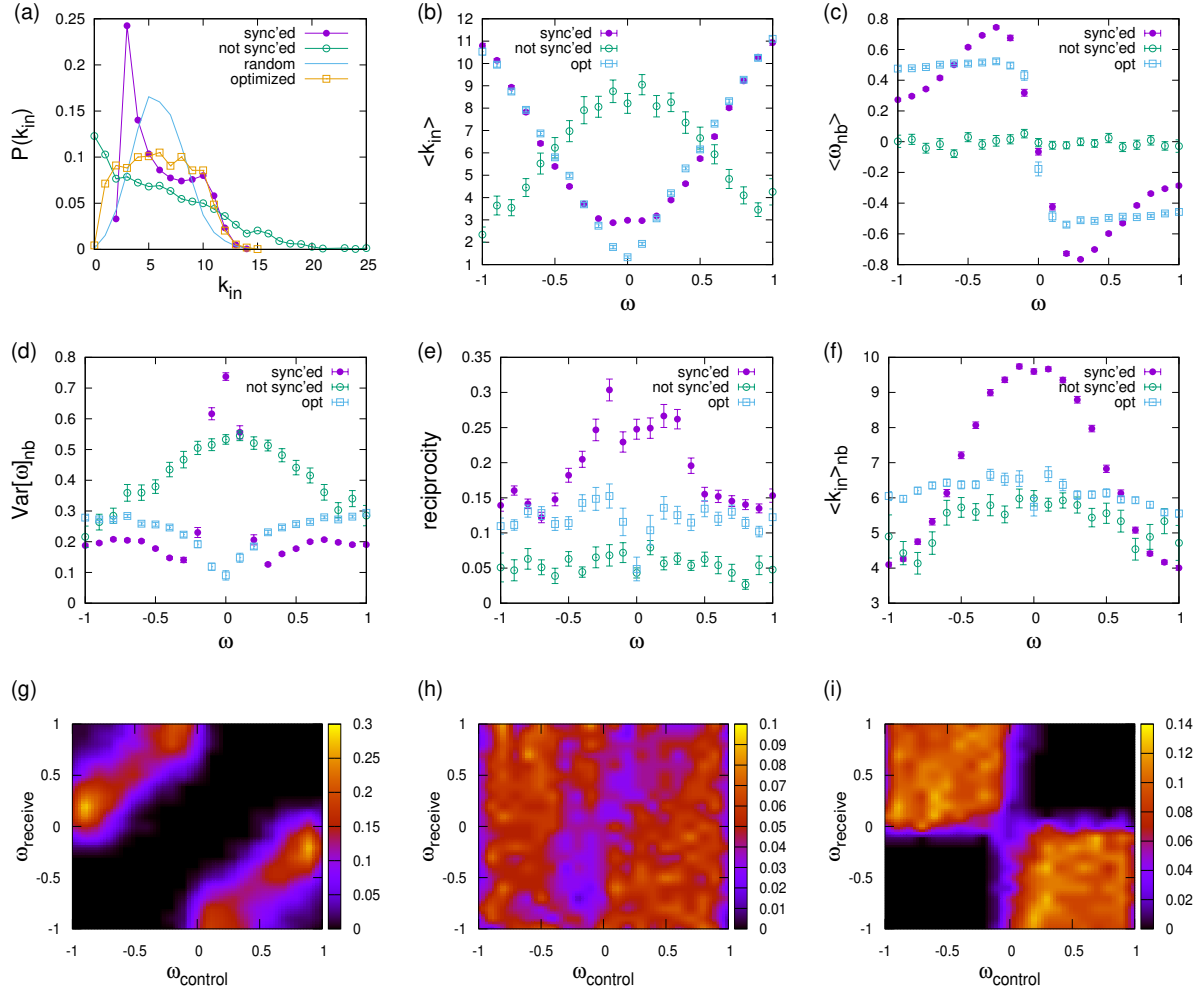 (a)
P(k_in)
0.25
0.2
0.15
0.1
0.05
0
0 5 10 15 20 25
k_in
sync'ed
not sync'ed
random
optimized
(b)
<k_in>
12
11
10
9
8
7
6
5
4
3
2
1
-1 -0.5 0 0.5 1
ω
sync'ed
not sync'ed
opt
(c)
<ω_nb>
0.8
0.6
0.4
0.2
0
-0.2
-0.4
-0.6
-0.8
-1 -0.5 0 0.5 1
ω
sync'ed
not sync'ed
opt
(d)
Var[ω]_nb
0.8
0.7
0.6
0.5
0.4
0.3
0.2
0.1
0
-1 -0.5 0 0.5 1
ω
sync'ed
not sync'ed
opt
(e)
reciprocity
0.35
0.3
0.25
0.2
0.15
0.1
0.05
0
-1 -0.5 0 0.5 1
ω
sync'ed
not sync'ed
opt
(f)
<k_in>_nb
10
9
8
7
6
5
4
3
-1 -0.5 0 0.5 1
ω
sync'ed
not sync'ed
opt
(g)
ω_receive
1
0.5
0
-0.5
-1
-1 -0.5 0 0.5 1
ω_control
0.3
0.25
0.2
0.15
0.1
0.05
0
(h)
ω_receive
1
0.5
0
-0.5
-1
-1 -0.5 0 0.5 1
ω_control
0.1
0.09
0.08
0.07
0.06
0.05
0.04
0.03
0.02
0.01
0
(i)
ω_receive
1
0.5
0
-0.5
-1
-1 -0.5 0 0.5 1
ω_control
0.14
0.12
0.1
0.08
0.06
0.04
0.02
0